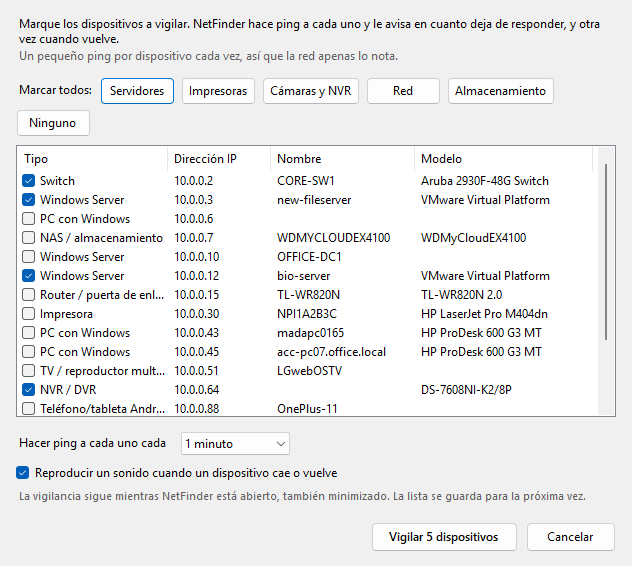 Marque los dispositivos a vigilar. NetFinder hace ping a cada uno y le avisa en cuanto deja de responder, y otra
vez cuando vuelve.
Un pequeño ping por dispositivo cada vez, así que la red apenas lo nota.
Marcar todos: Servidores Impresoras Cámaras y NVR Red Almacenamiento
Ninguno
Tipo Dirección IP Nombre Modelo
Switch 10.0.0.2 CORE-SW1 Aruba 2930F-48G Switch
Windows Server 10.0.0.3 new-fileserver VMware Virtual Platform
PC con Windows 10.0.0.6
NAS / almacenamiento 10.0.0.7 WDMYCLOUDEX4100 WDMyCloudEX4100
Windows Server 10.0.0.10 OFFICE-DC1
Windows Server 10.0.0.12 bio-server VMware Virtual Platform
Router / puerta de enl... 10.0.0.15 TL-WR820N TL-WR820N 2.0
Impresora 10.0.0.30 NPI1A2B3C HP LaserJet Pro M404dn
PC con Windows 10.0.0.43 madapc0165 HP ProDesk 600 G3 MT
PC con Windows 10.0.0.45 acc-pc07.office.local HP ProDesk 600 G3 MT
TV / reproductor mult... 10.0.0.51 LGwebOSTV
NVR / DVR 10.0.0.64 DS-7608NI-K2/8P
Teléfono/tableta Andr... 10.0.0.88 OnePlus-11
Hacer ping a cada uno cada 1 minuto
Reproducir un sonido cuando un dispositivo cae o vuelve
La vigilancia sigue mientras NetFinder está abierto, también minimizado. La lista se guarda para la próxima vez.
Vigilar 5 dispositivos Cancelar